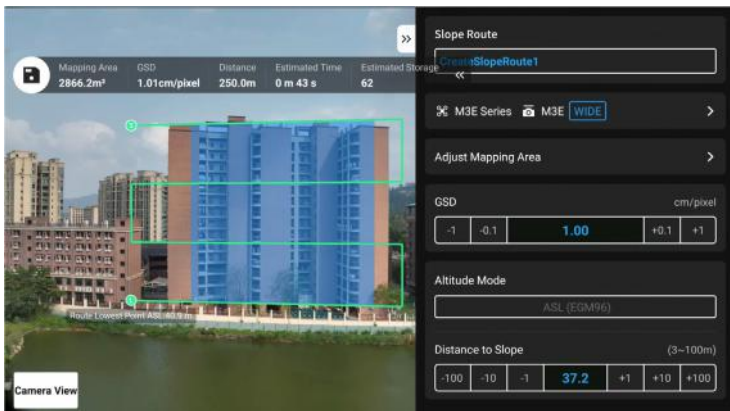 »
Mapping Area GSD Distance Estimated Time Estimated Storage
2866.2m² 1.01cm/pixel 250.0m 0 m 43 s 62
S
S
Route Lowest Point ASL:40.9 m
Camera View
Slope Route
CreateSlopeRoute1
«
M3E Series M3E WIDE >
Adjust Mapping Area >
GSD cm/pixel
-1 -0.1 1.00 +0.1 +1
Altitude Mode
ASL (EGM96)
Distance to Slope (3~100m)
-100 -10 -1 37.2 +1 +10 +100